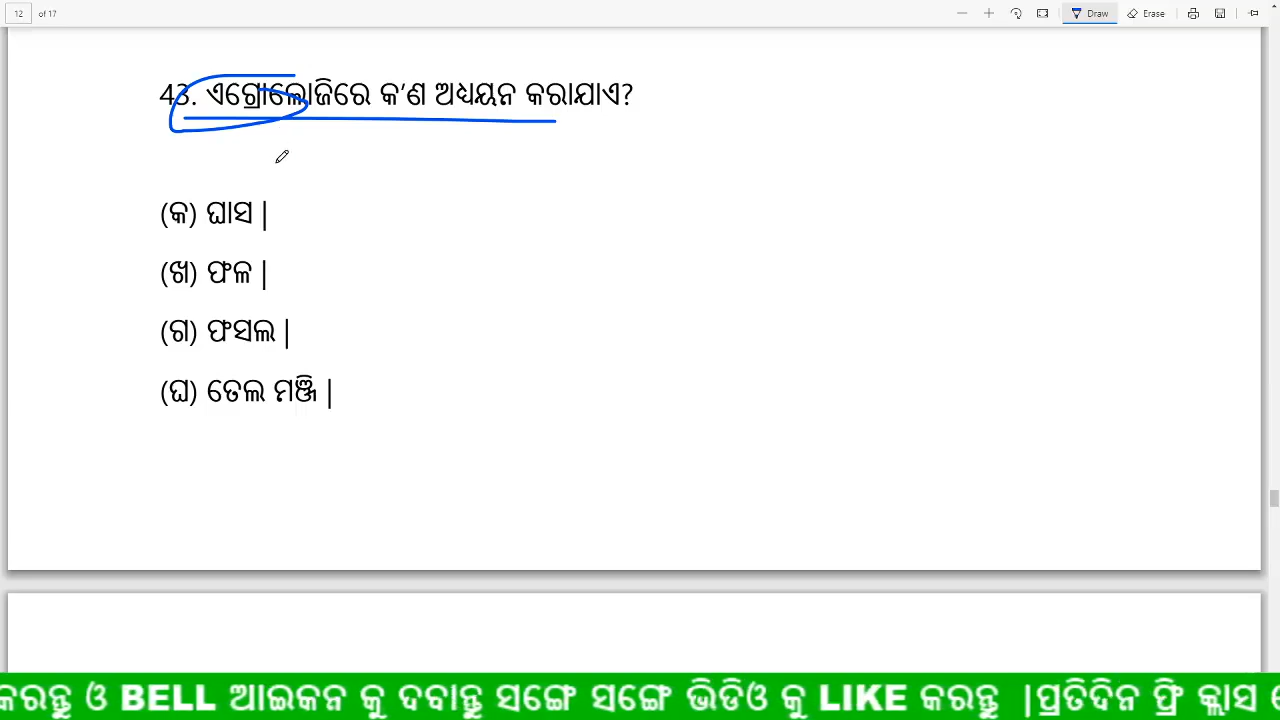 12 of 17
Draw Erase
43. ଏଗ୍ରୋଲୋଜିରେ କ'ଣ ଅଧ୍ୟୟନ କରାଯାଏ?
(କ) ଘାସ |
(ଖ) ଫଳ |
(ଗ) ଫସଲ |
(ଘ) ତେଲ ମଞ୍ଜି |
କରନ୍ତୁ ଓ BELL ଆଇକନ କୁ ଦବାନ୍ତୁ ସଙ୍ଗେ ସଙ୍ଗେ ଭିଡିଓ କୁ LIKE କରନ୍ତୁ |ପ୍ରତିଦିନ ଫ୍ରି କ୍ଲାସ